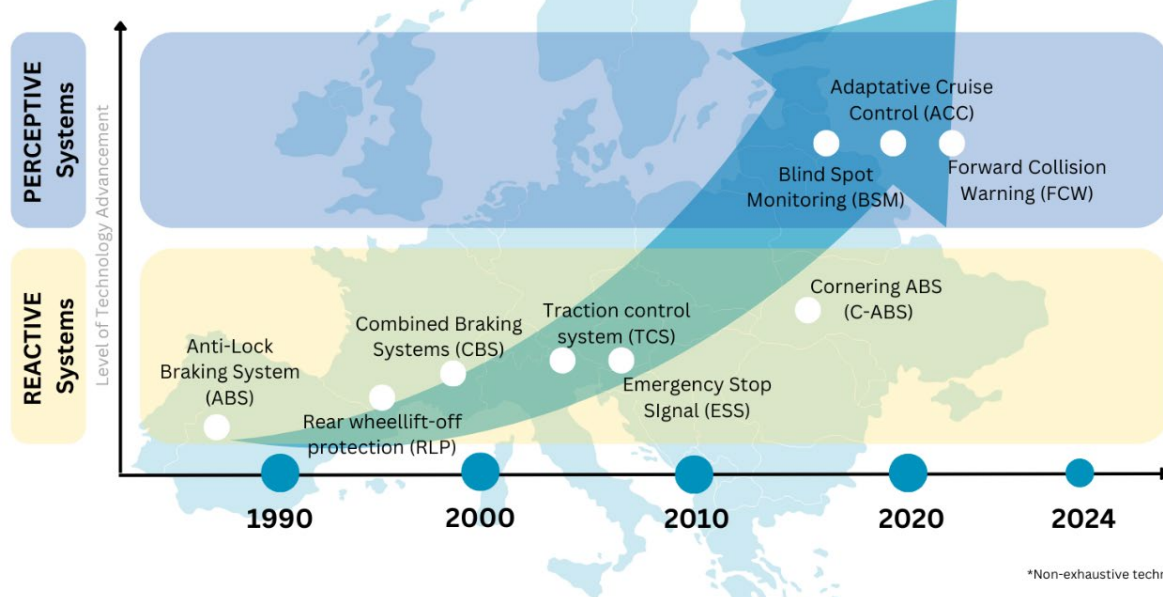 PERCEPTIVE
Systems
REACTIVE
Systems
Level of Technology Advancement
Adaptative Cruise
Control (ACC)
Blind Spot
Monitoring (BSM)
Forward Collision
Warning (FCW)
Cornering ABS
(C-ABS)
Traction control
system (TCS)
Emergency Stop
SIgnal (ESS)
Combined Braking
Systems (CBS)
Anti-Lock
Braking System
(ABS)
Rear wheellift-off
protection (RLP)
1990
2000
2010
2020
2024
*Non-exhaustive techn